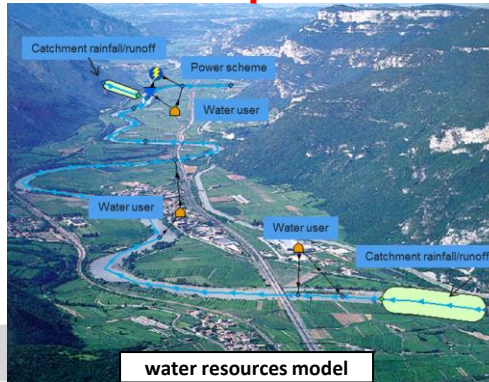 Catchment rainfall/runoff
Power scheme
Water user
Water user
Water user
Catchment rainfall/runoff
water resources model